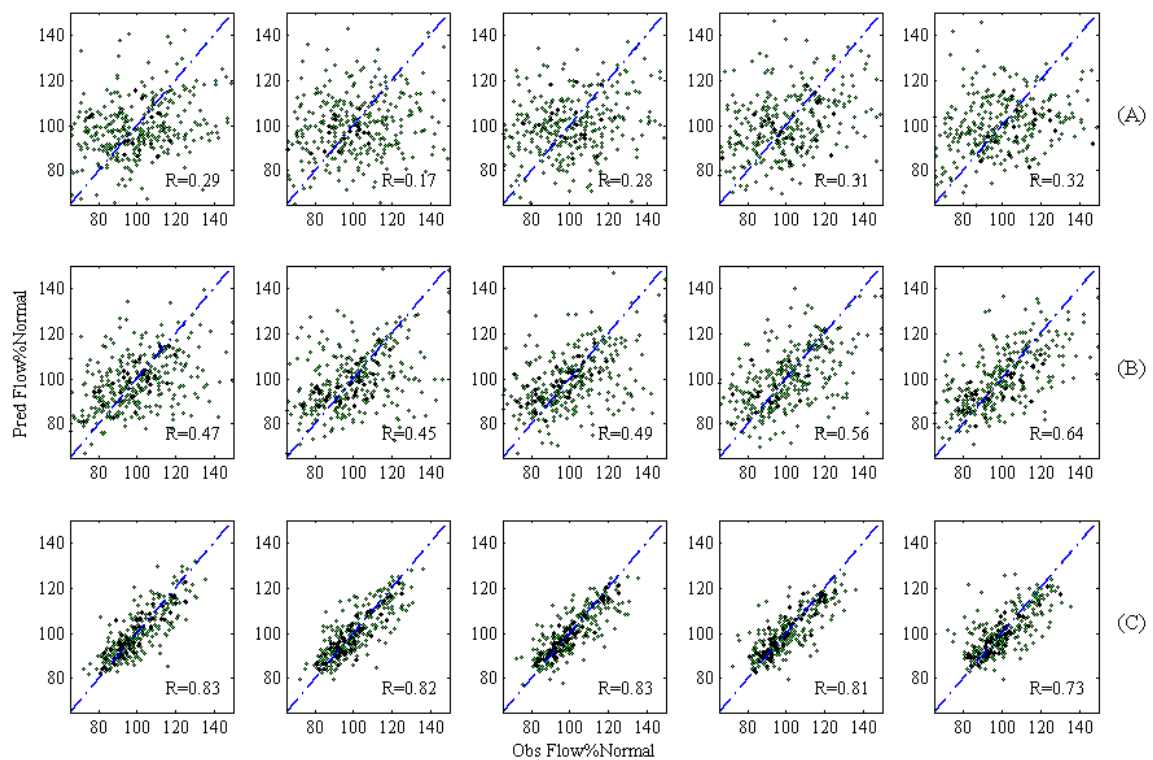 140 140 140 140 140
120 120 120 120 120
100 100 100 100 100 (A)
80 80 80 80 80
R=0.29 R=0.17 R=0.28 R=0.31 R=0.32
80 100 120 140 80 100 120 140 80 100 120 140 80 100 120 140 80 100 120 140
Pred Flow%Normal
140 140 140 140 140
120 120 120 120 120
100 100 100 100 100 (B)
80 80 80 80 80
R=0.47 R=0.45 R=0.49 R=0.56 R=0.64
80 100 120 140 80 100 120 140 80 100 120 140 80 100 120 140 80 100 120 140
140 140 140 140 140
120 120 120 120 120
100 100 100 100 100 (C)
80 80 80 80 80
R=0.83 R=0.82 R=0.83 R=0.81 R=0.73
80 100 120 140 80 100 120 140 80 100 120 140 80 100 120 140 80 100 120 140
Obs Flow%Normal